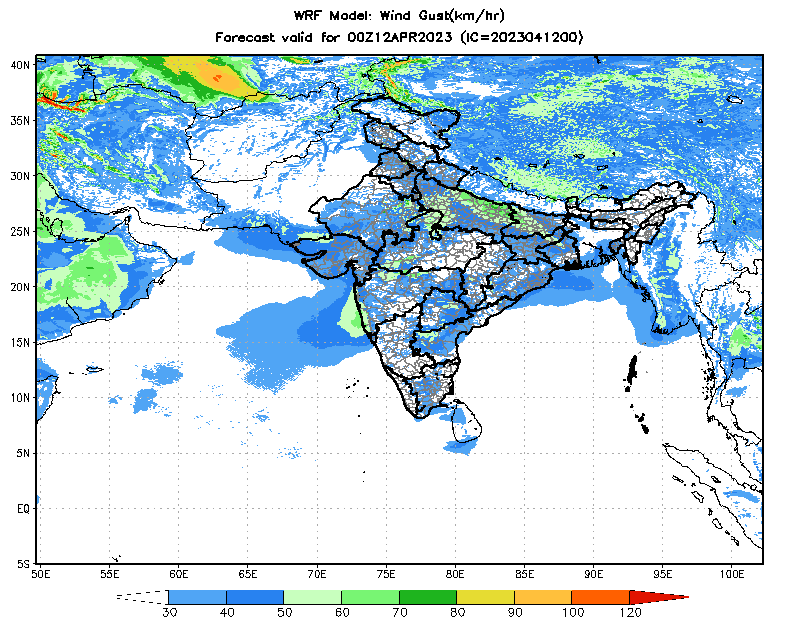 WRF Model: Wind Gust(km/hr)
Forecast valid for 00Z12APR2023 (IC=2023041200)
40N
35N
30N
25N
20N
15N
10N
5N
EQ
5S
50E 55E 60E 65E 70E 75E 80E 85E 90E 95E 100E
30 40 50 60 70 80 90 100 120